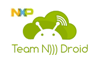 NXP
Team N))) Droid